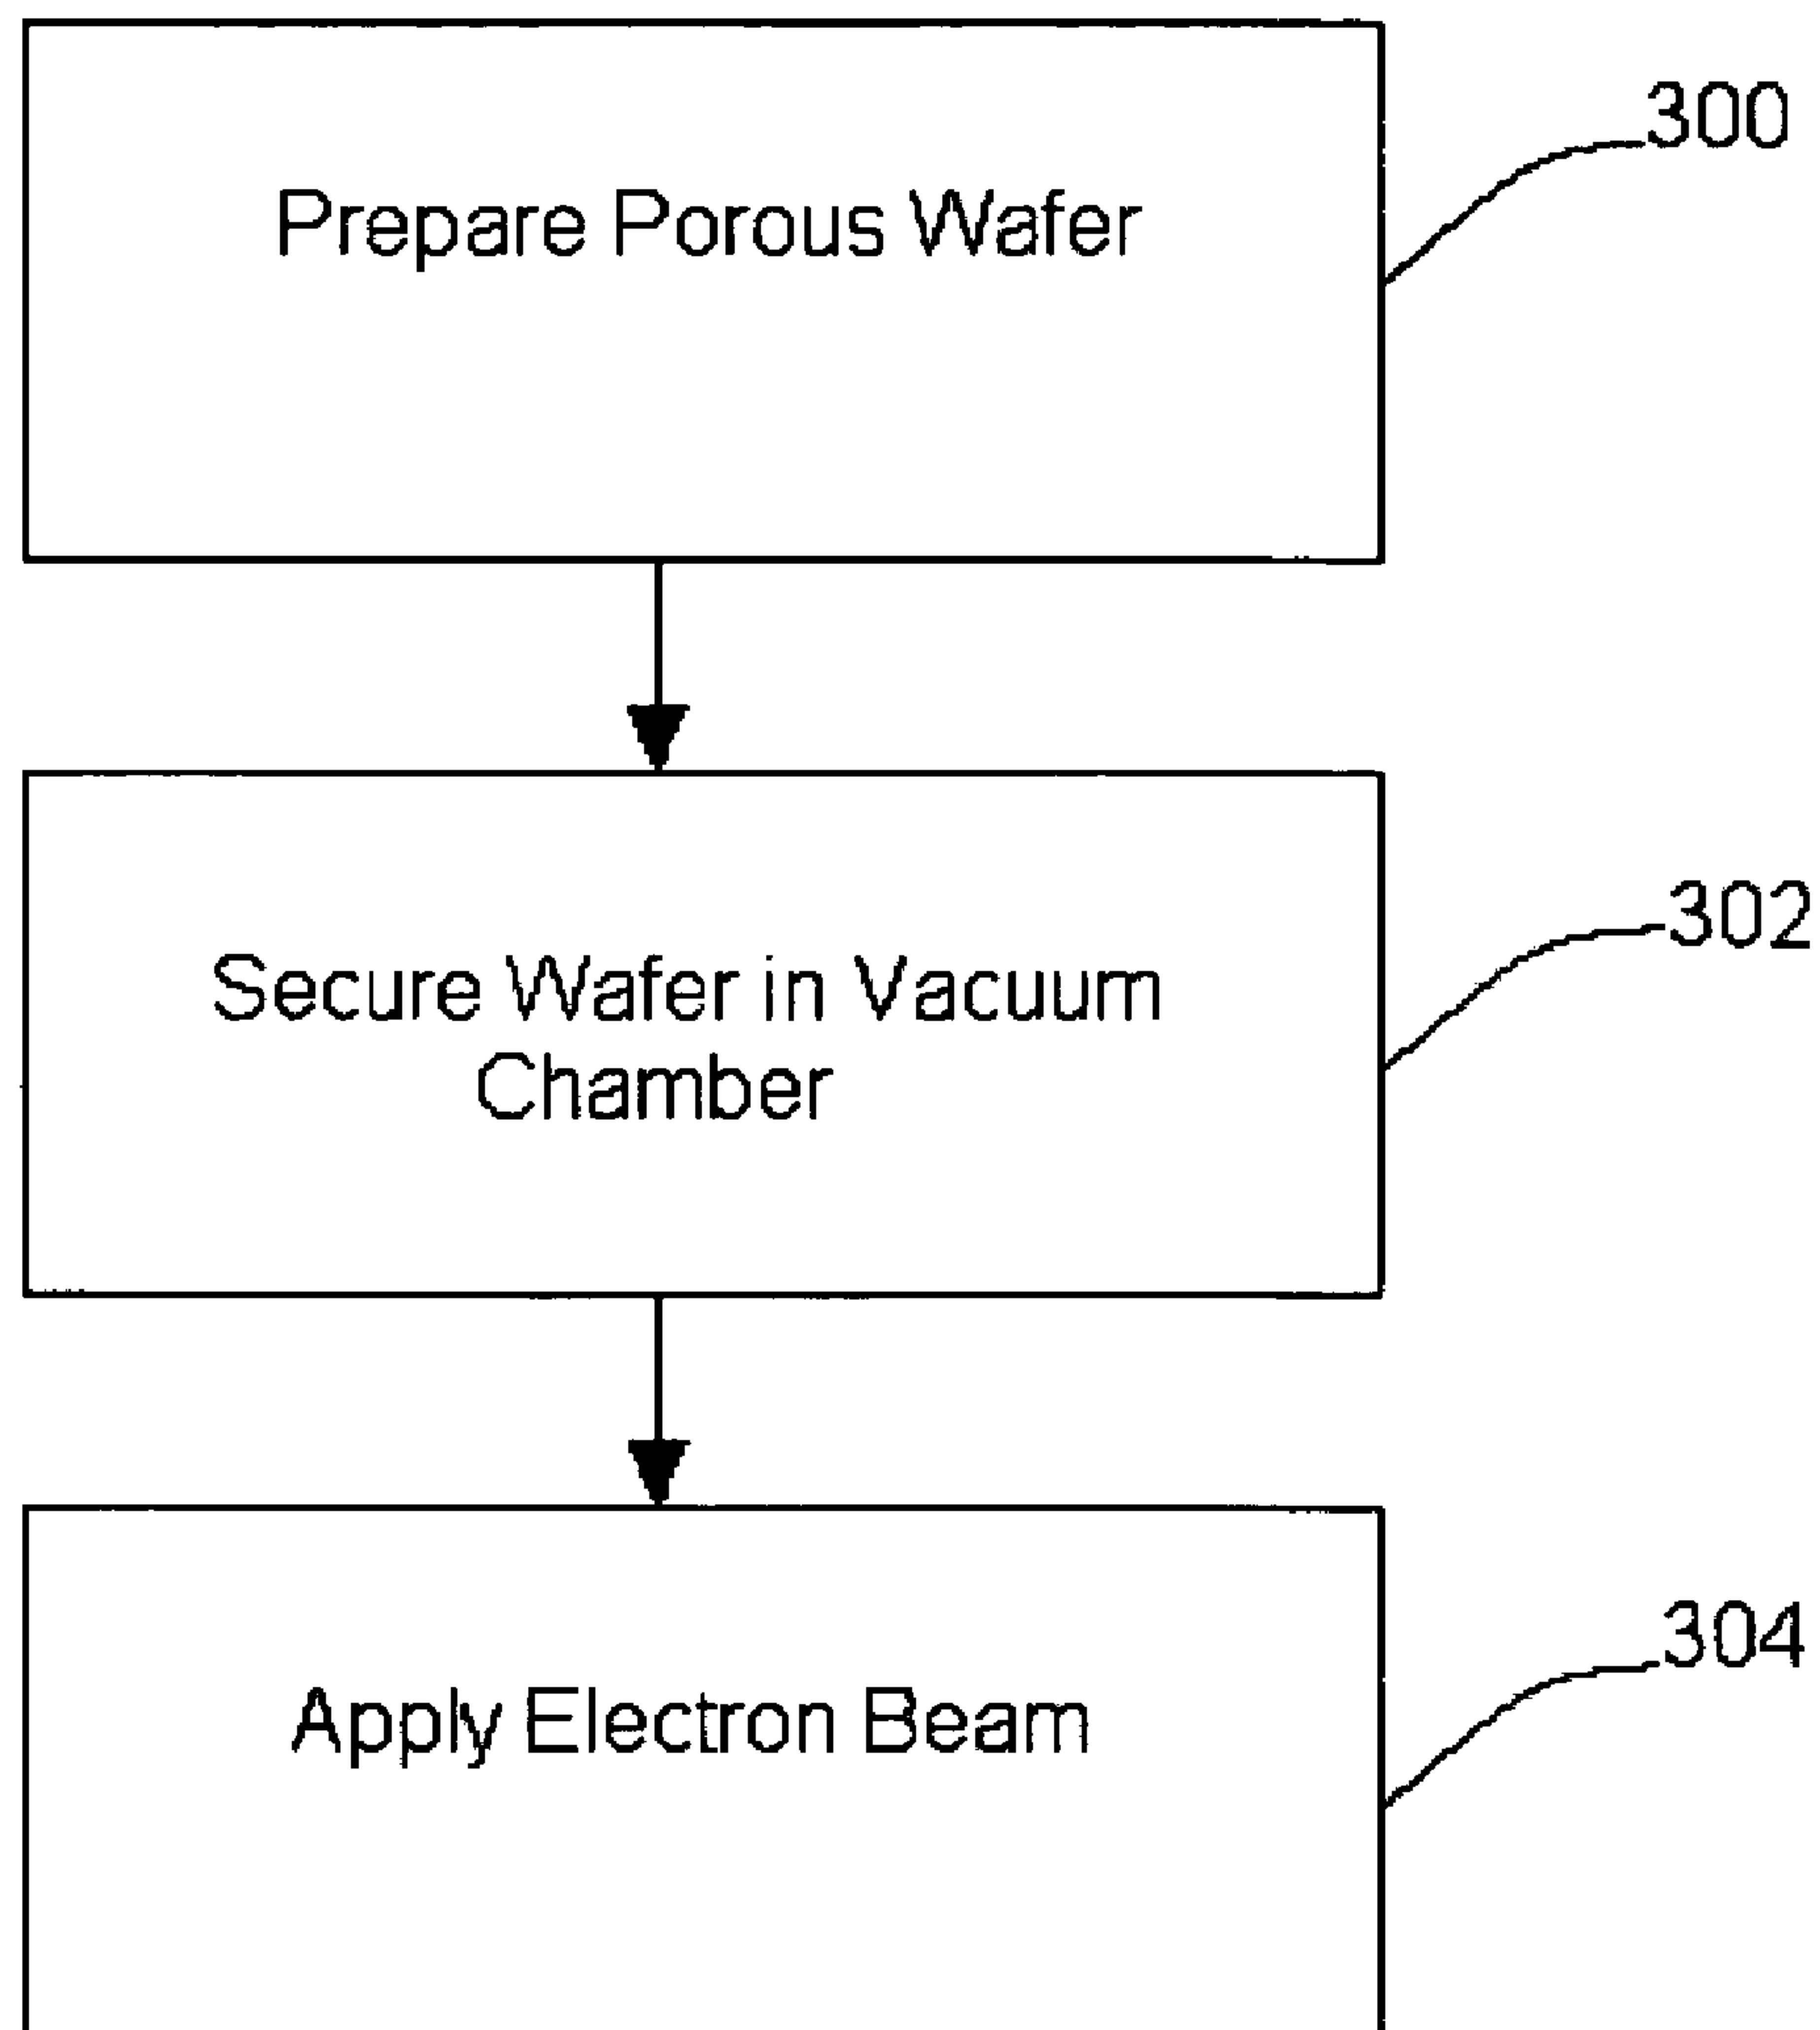 300
Prepare Porous Wafer
302
Secure Wafer in Vacuum
Chamber
304
Apply Electron Beam